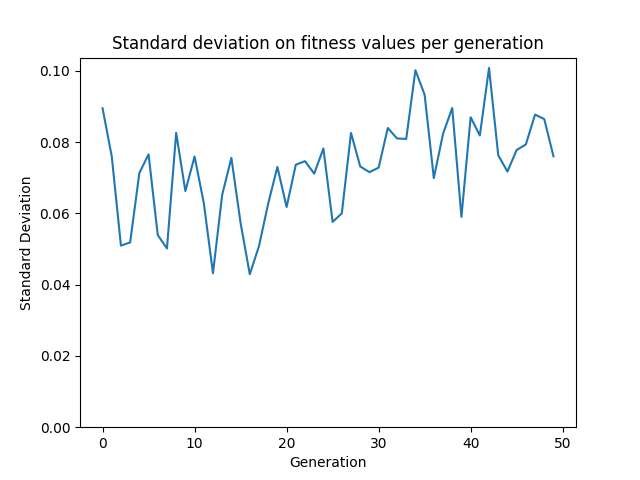 Standard deviation on fitness values per generation
0.10
0.08
0.06
0.04
0.02
0.00
Standard Deviation
0 10 20 30 40 50
Generation